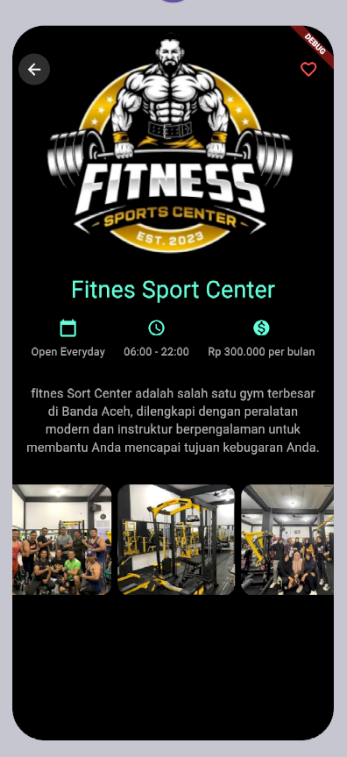 DEBUG
FITNESS
SPORTS CENTER
EST. 2023
Fitnes Sport Center
Open Everyday
06:00 - 22:00
Rp 300.000 per bulan
fitnes Sort Center adalah salah satu gym terbesar
di Banda Aceh, dilengkapi dengan peralatan
modern dan instruktur berpengalaman untuk
membantu Anda mencapai tujuan kebugaran Anda.